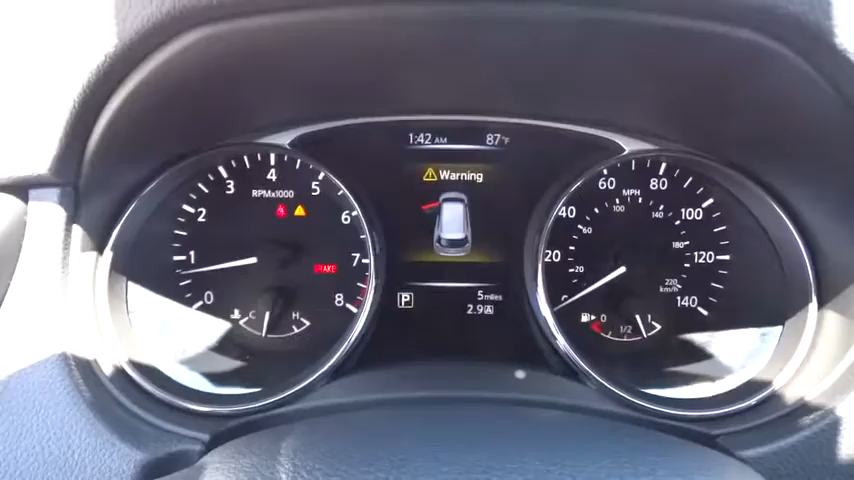 1:42 AM 87°F
Warning
RPMx1000
0 1 2 3 4 5 6 7 8
C H
P
5 miles
2.9 A
MPH
20 40 60 80 100 120 140
20 60 100 140 180 220
km/h
0 1/2 1